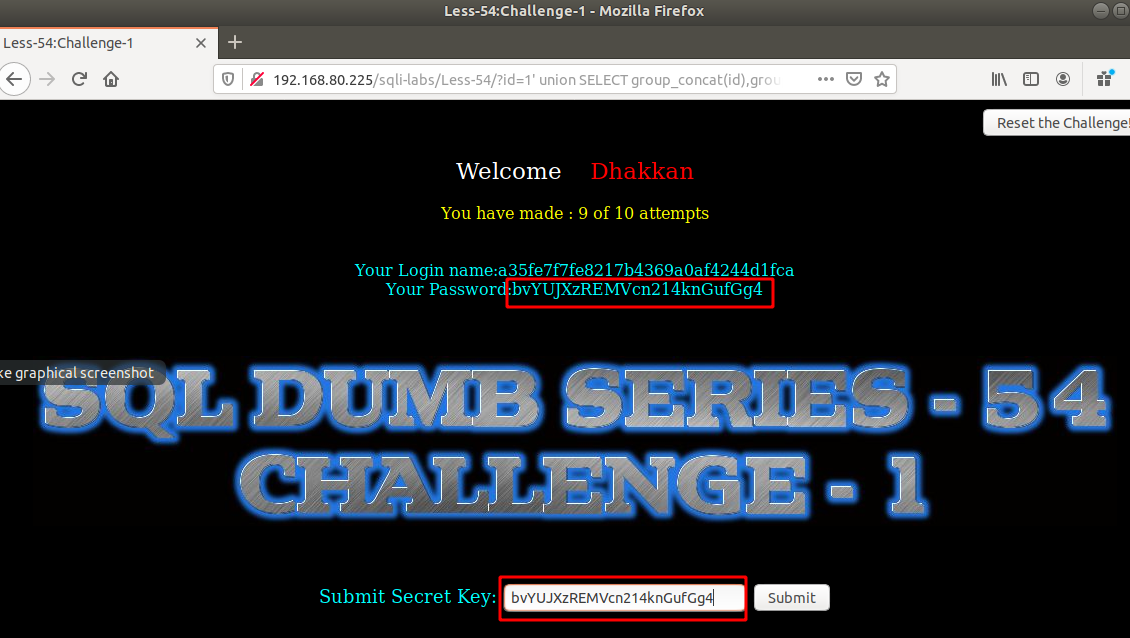 Less-54:Challenge-1 - Mozilla Firefox
Less-54:Challenge-1
192.168.80.225/sqli-labs/Less-54/?id=1' union SELECT group_concat(id),grou
Reset the Challenge!
Welcome Dhakkan
You have made : 9 of 10 attempts
Your Login name:a35fe7f7fe8217b4369a0af4244d1fca
Your Password:bvYUJXzREMVcn214knGufGg4
ke graphical screenshot
SQL DUMB SERIES - 54
CHALLENGE - 1
Submit Secret Key: bvYUJXzREMVcn214knGufGg4 Submit